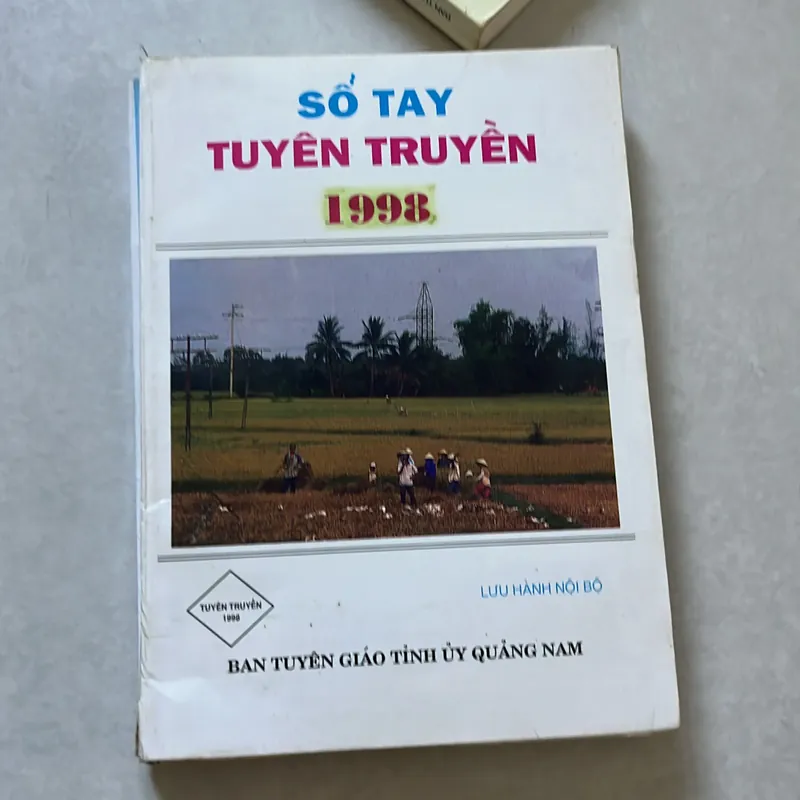 SỔ TAY
TUYÊN TRUYỀN
1998
LƯU HÀNH NỘI BỘ
TUYÊN TRUYỀN
1998
BAN TUYÊN GIÁO TỈNH ỦY QUẢNG NAM